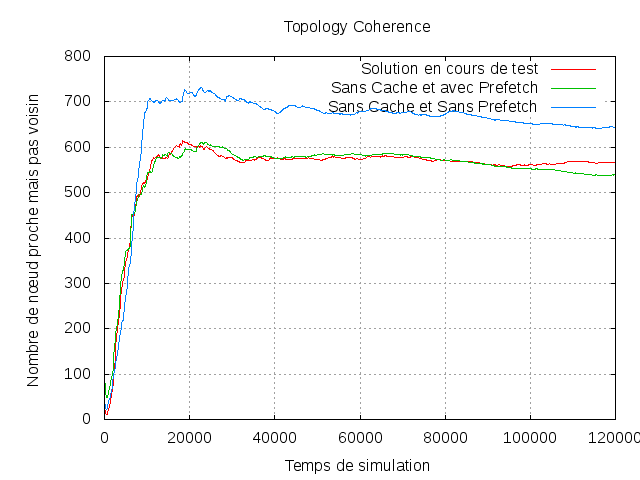 Topology Coherence
Nombre de nœud proche mais pas voisin
800
700
600
500
400
300
200
100
0
Solution en cours de test
Sans Cache et avec Prefetch
Sans Cache et Sans Prefetch
0 20000 40000 60000 80000 100000 120000
Temps de simulation